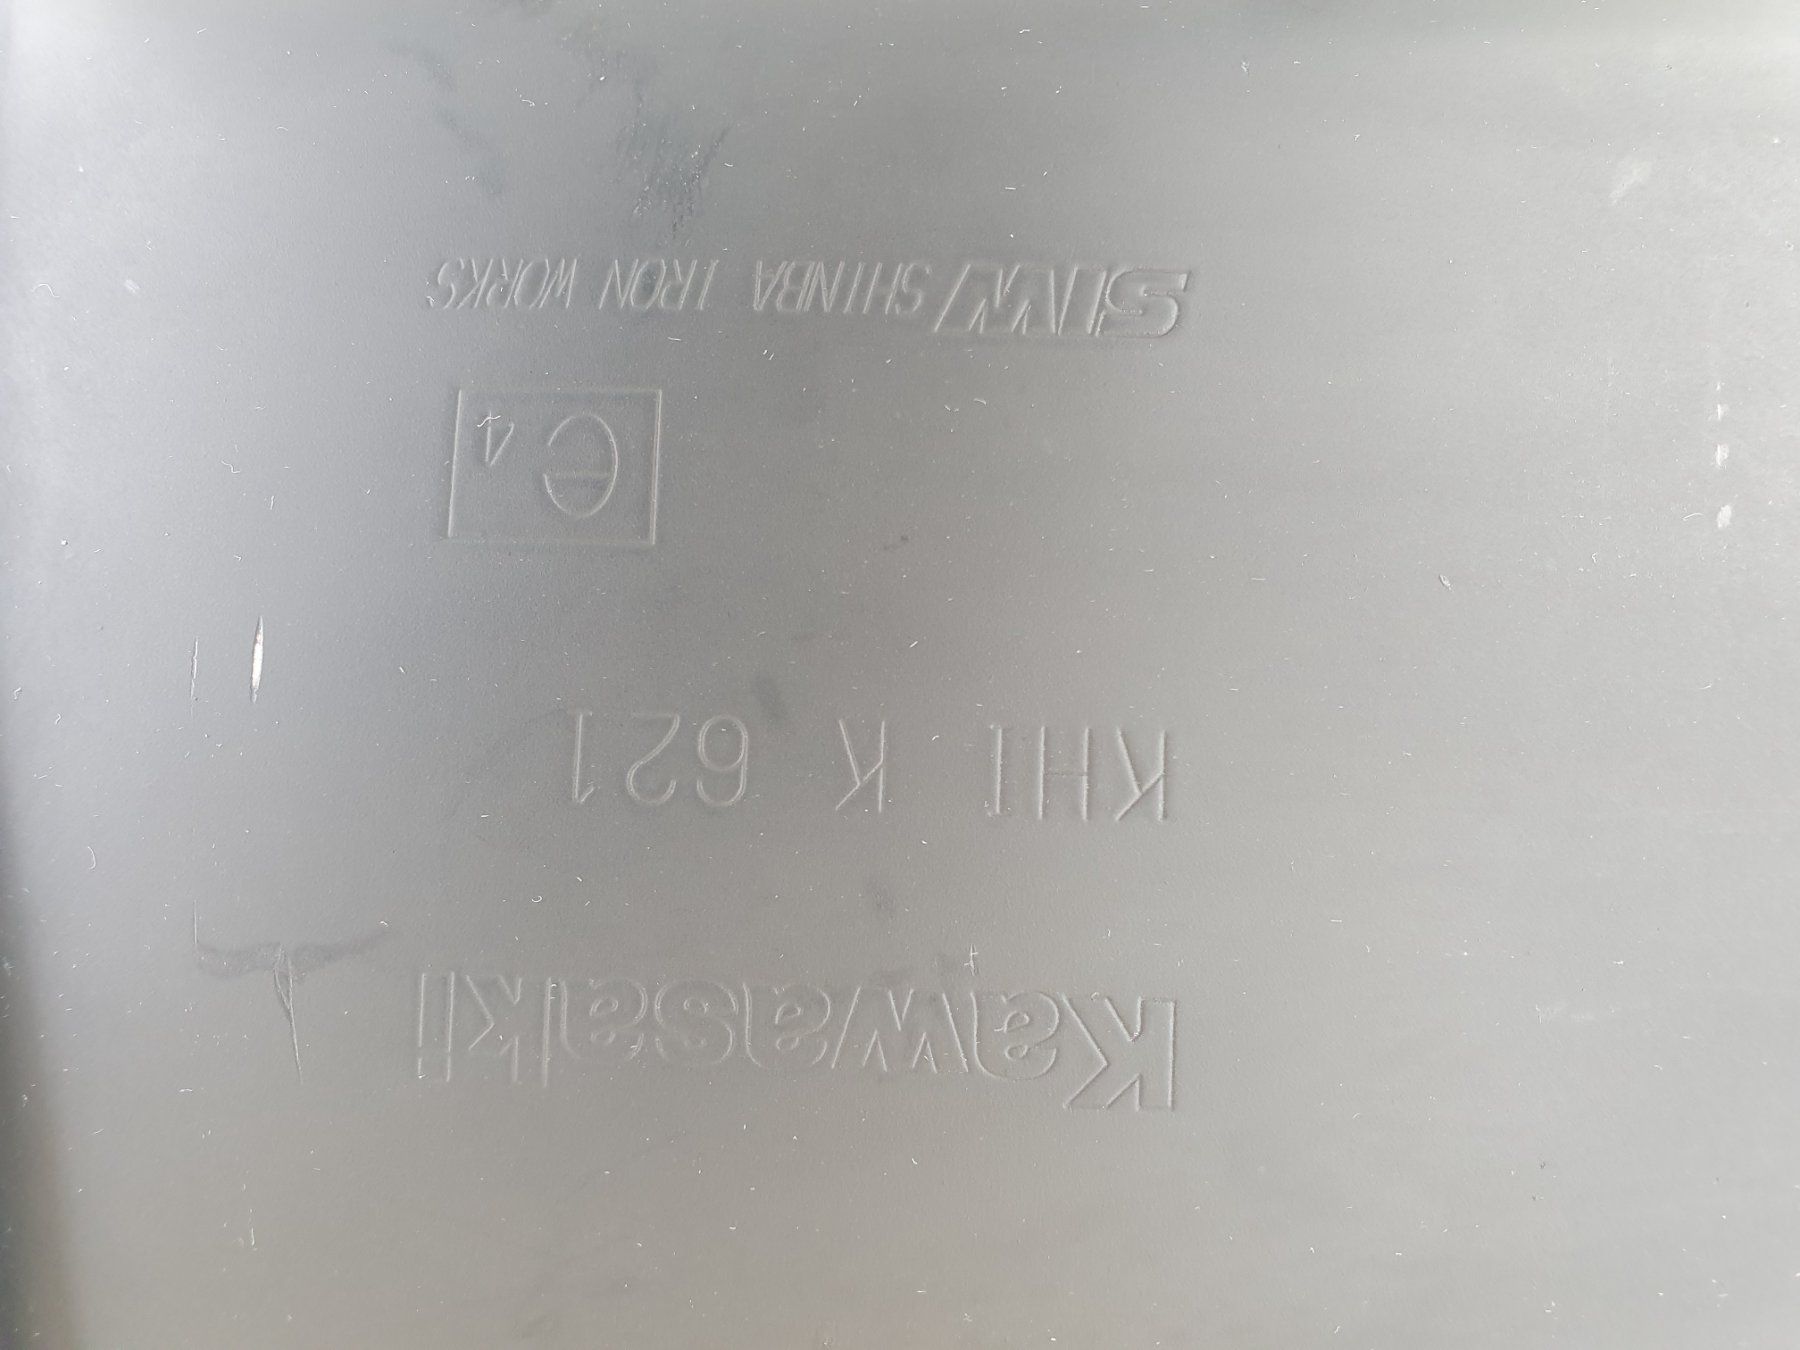 Kawasaki
KHI K 621
e4
SIW SHINBA IRON WORKS